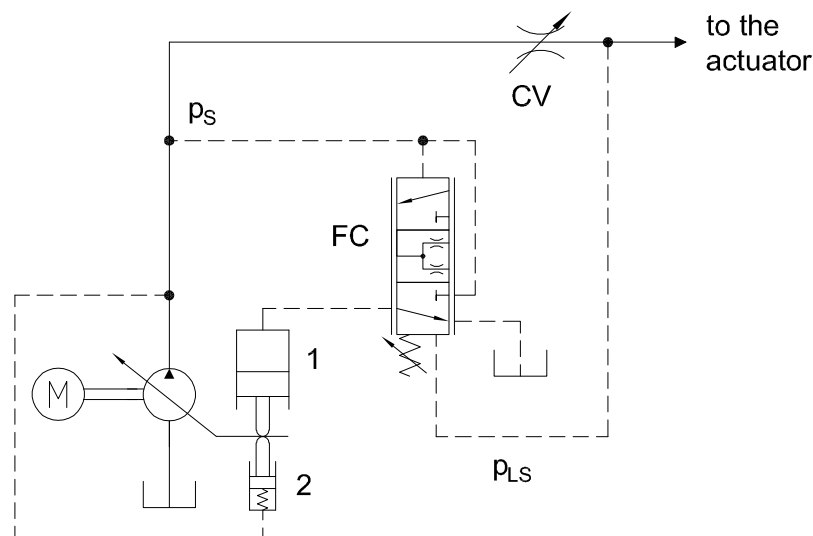 to the
actuator
CV
pS
FC
1
M
2
pLS